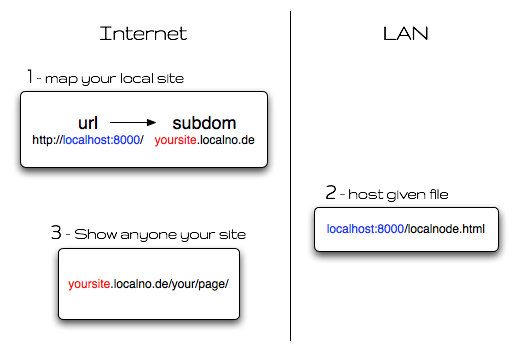 Internet
LAN
1 - map your local site
url subdom
http://localhost:8000/ yoursite.localno.de
2 - host given file
localhost:8000/localnode.html
3 - Show anyone your site
yoursite.localno.de/your/page/